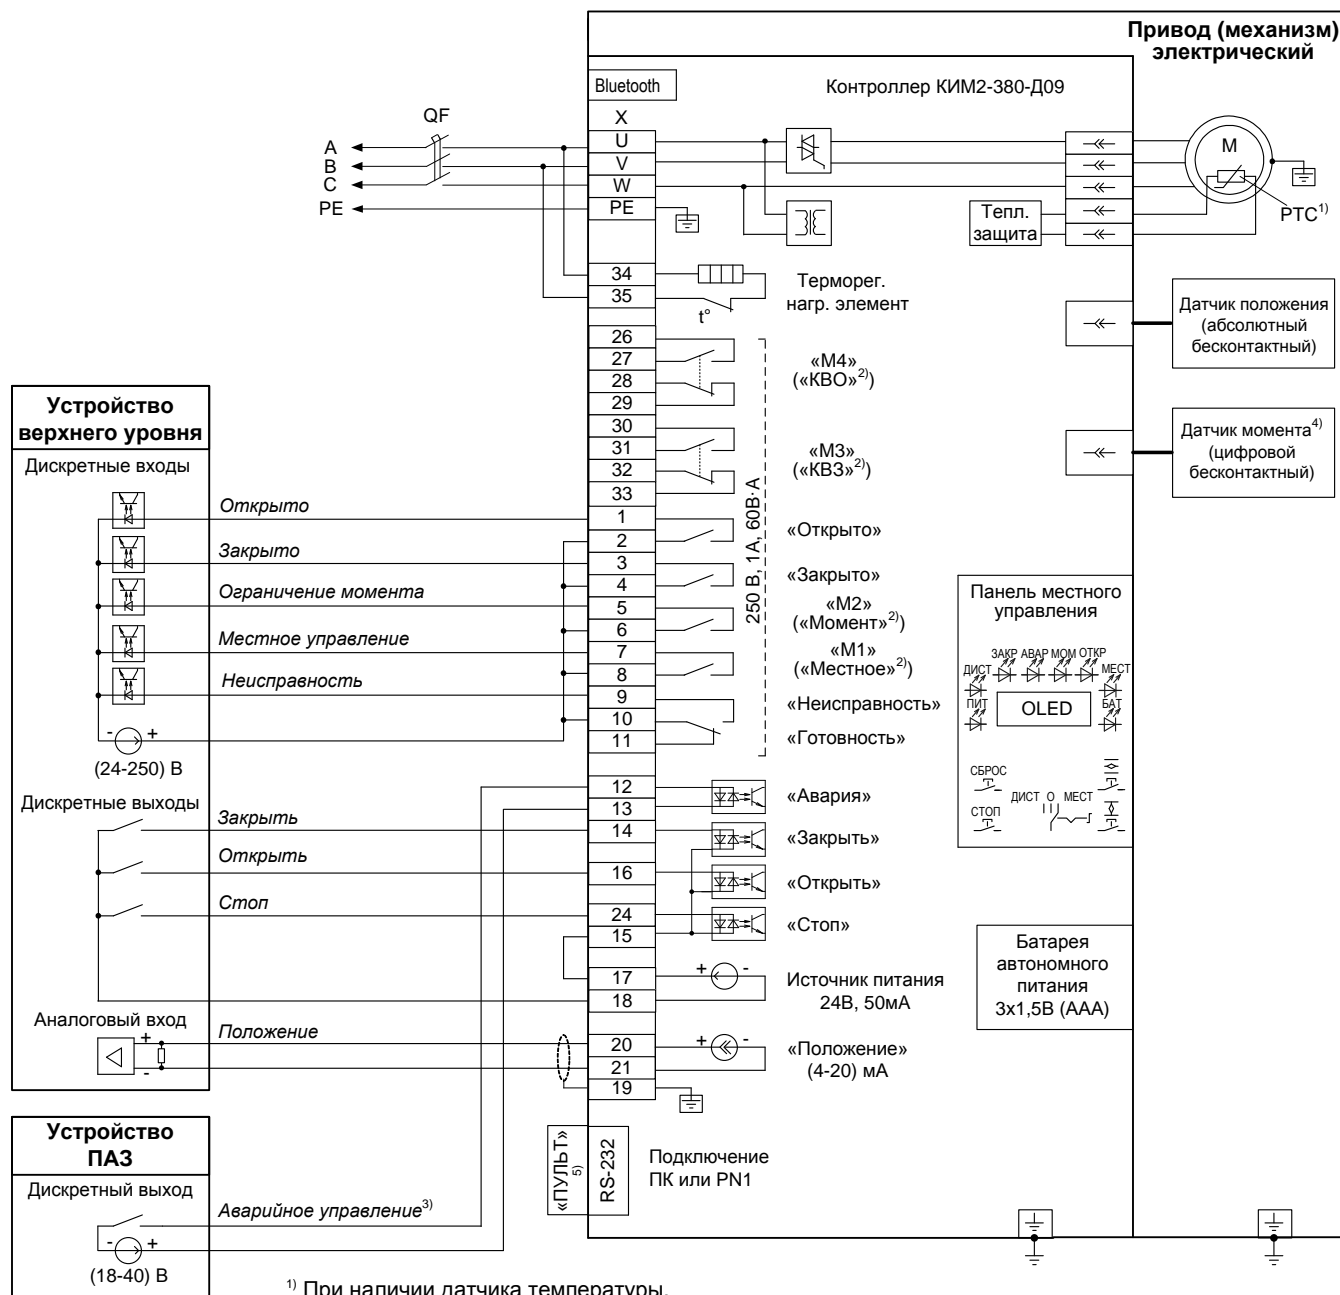 Привод (механизм)
электрический
Bluetooth
Контроллер КИМ2-380-Д09
QF
X
A
B
C
PE
U
V
W
PE
M
PTC1)
Тепл.
защита
34
35
t°
Терморег.
нагр. элемент
Датчик положения
(абсолютный
бесконтактный)
26
27
28
29
«М4»
(«КВО»2))
30
31
32
33
«М3»
(«КВЗ»2))
Датчик момента4)
(цифровой
бесконтактный)
250 В, 1А, 60В·А
Устройство
верхнего уровня
Дискретные входы
Открыто
1
2
«Открыто»
Закрыто
3
4
«Закрыто»
Ограничение момента
5
6
«М2»
(«Момент»2))
Местное управление
7
8
«М1»
(«Местное»2))
Неисправность
9
10
11
«Неисправность»
«Готовность»
- +
(24-250) В
Панель местного
управления
ЗАКР АВАР МОМ ОТКР
ДИСТ МЕСТ
ПИТ OLED БАТ
СБРОС
ДИСТ О МЕСТ
СТОП
Дискретные выходы
12
13
«Авария»
Закрыть
14
«Закрыть»
Открыть
16
«Открыть»
Стоп
24
15
«Стоп»
17
18
+ -
Источник питания
24В, 50мА
Батарея
автономного
питания
3х1,5В (ААА)
Аналоговый вход
+
-
Положение
20
21
19
+ -
«Положение»
(4-20) мА
Устройство
ПАЗ
Дискретный выход
Аварийное управление3)
- +
(18-40) В
«ПУЛЬТ»
5)
RS-232
Подключение
ПК или PN1
1) При наличии датчика температуры.